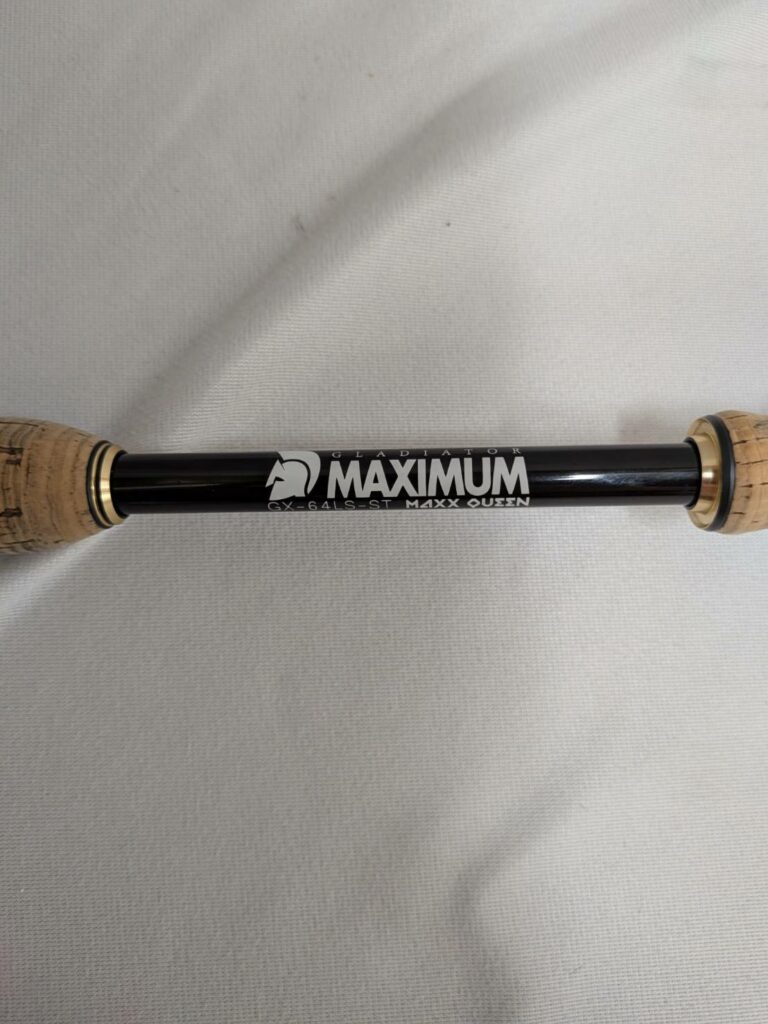 GLADIATOR
MAXIMUM
GX-64LS-ST MAXX QUEEN